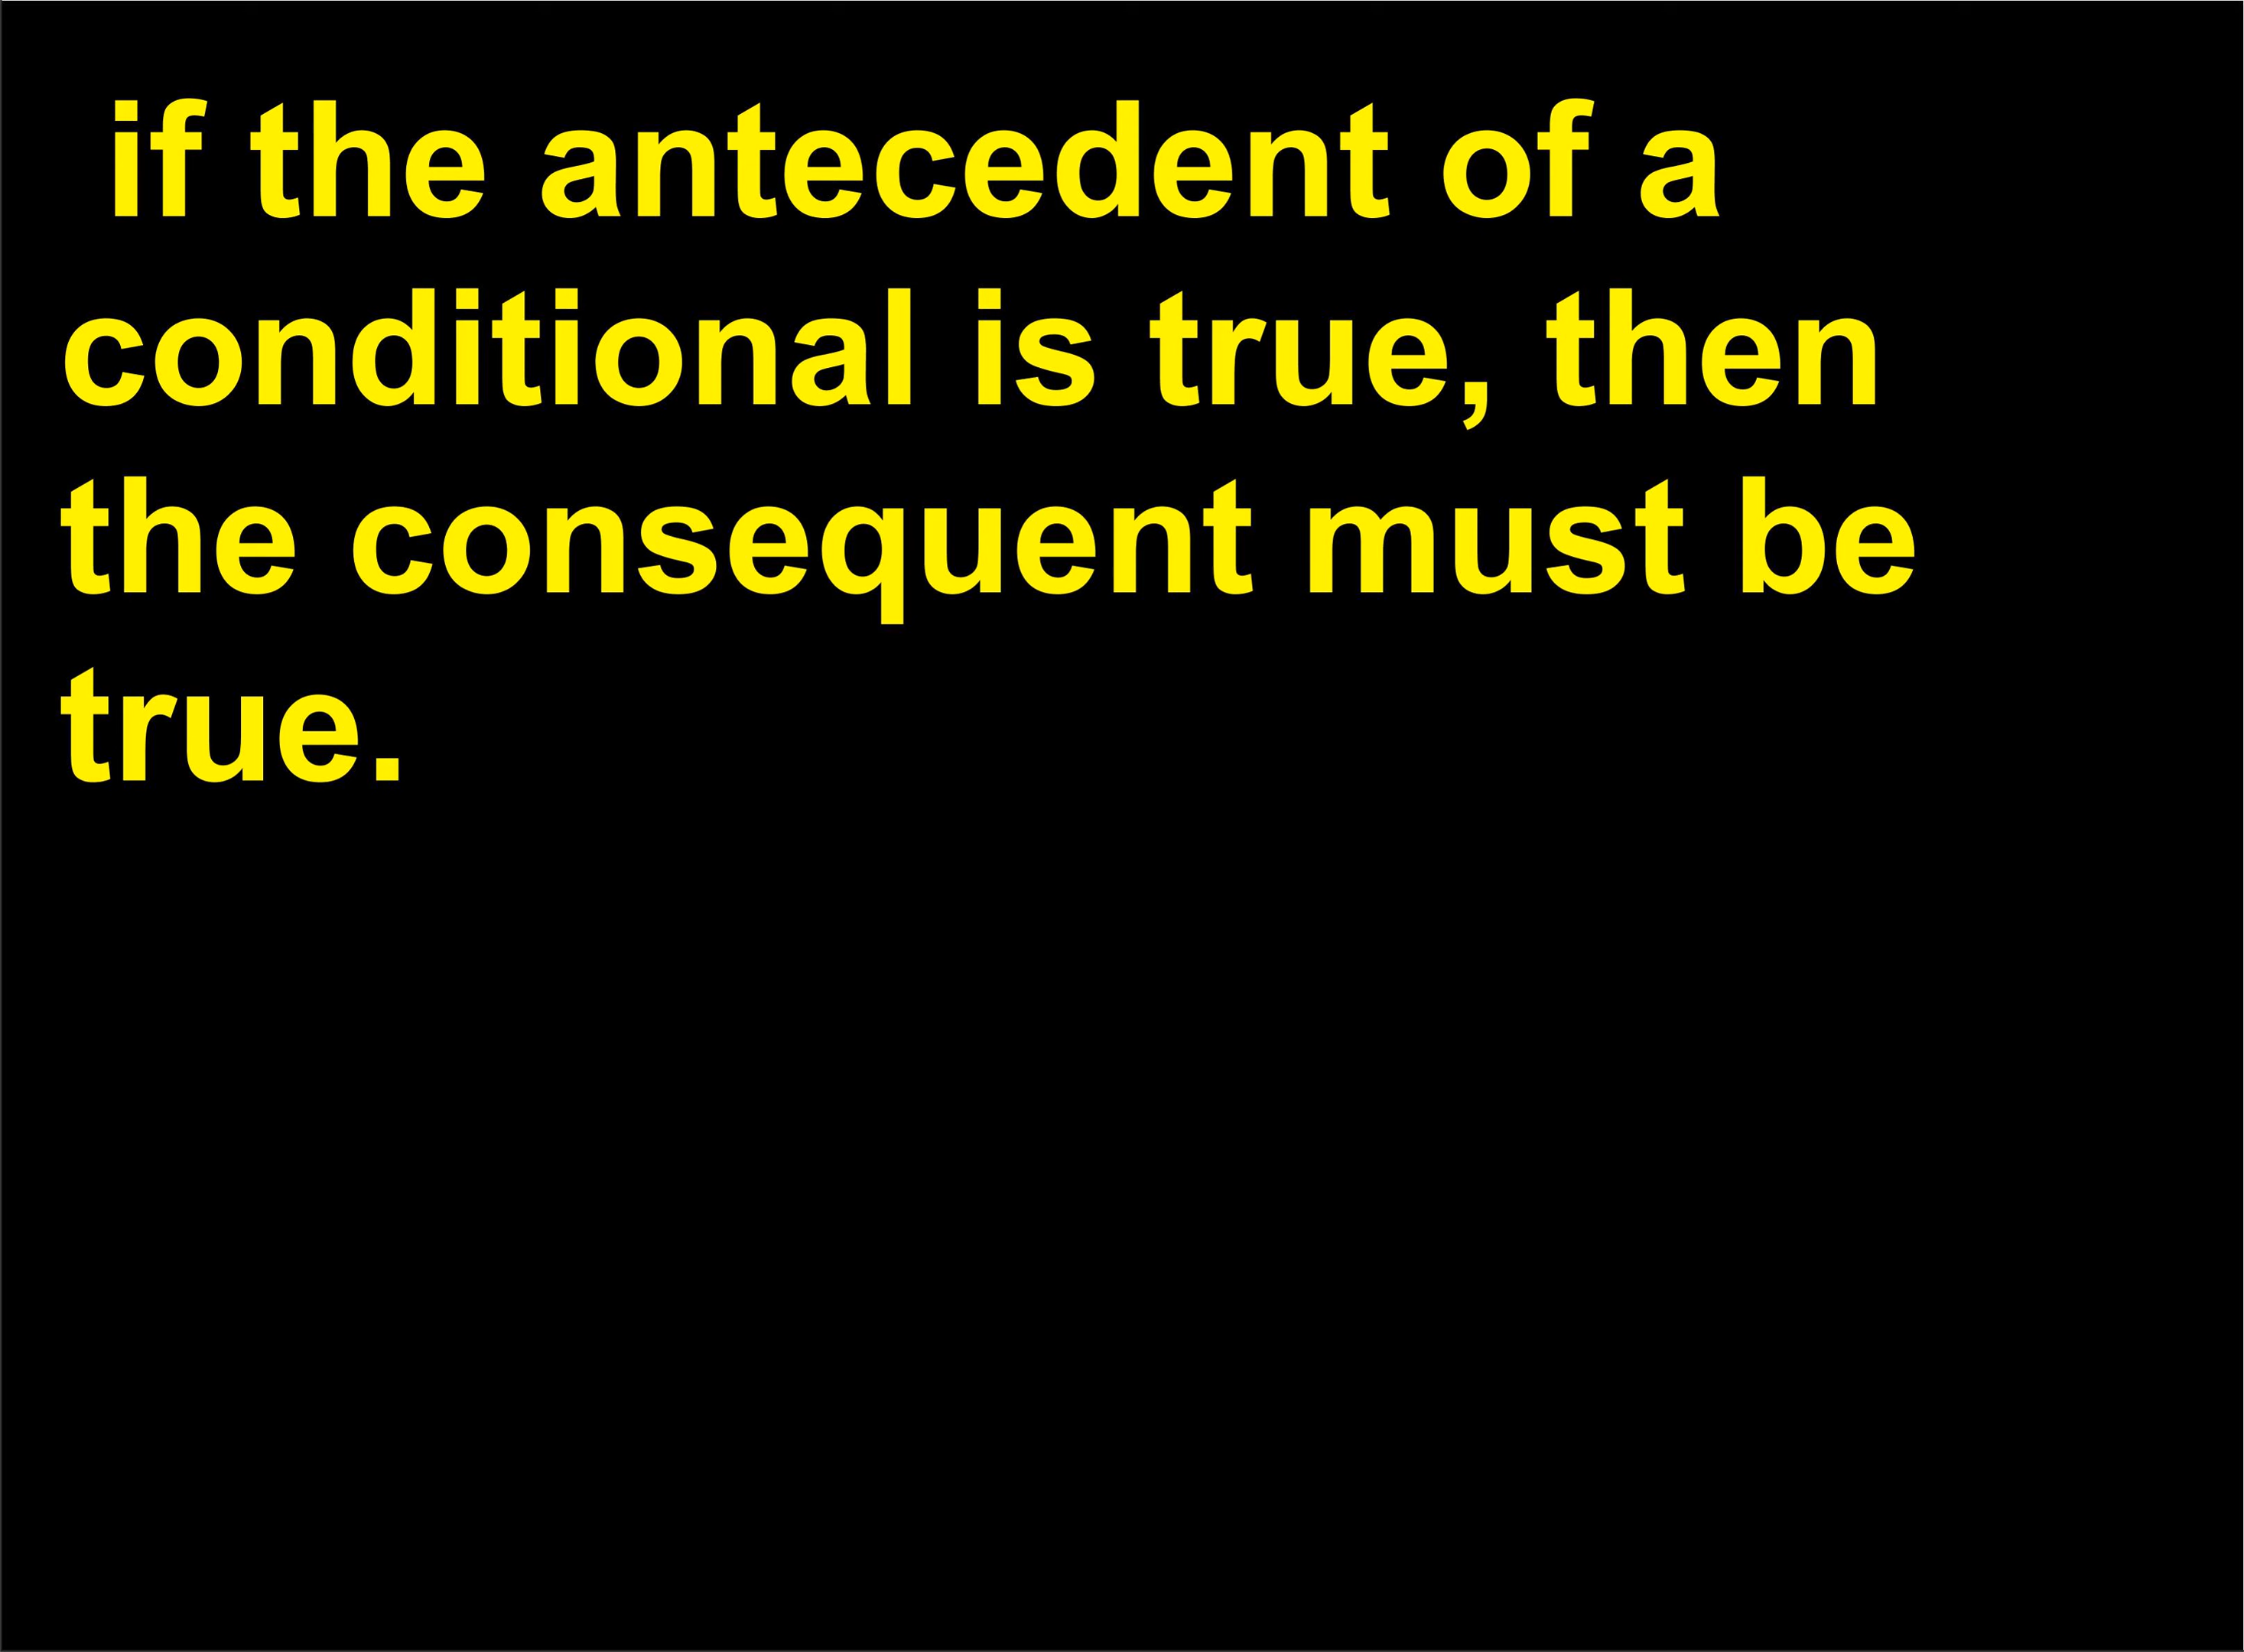 if the antecedent of a
conditional is true, then
the consequent must be
true.